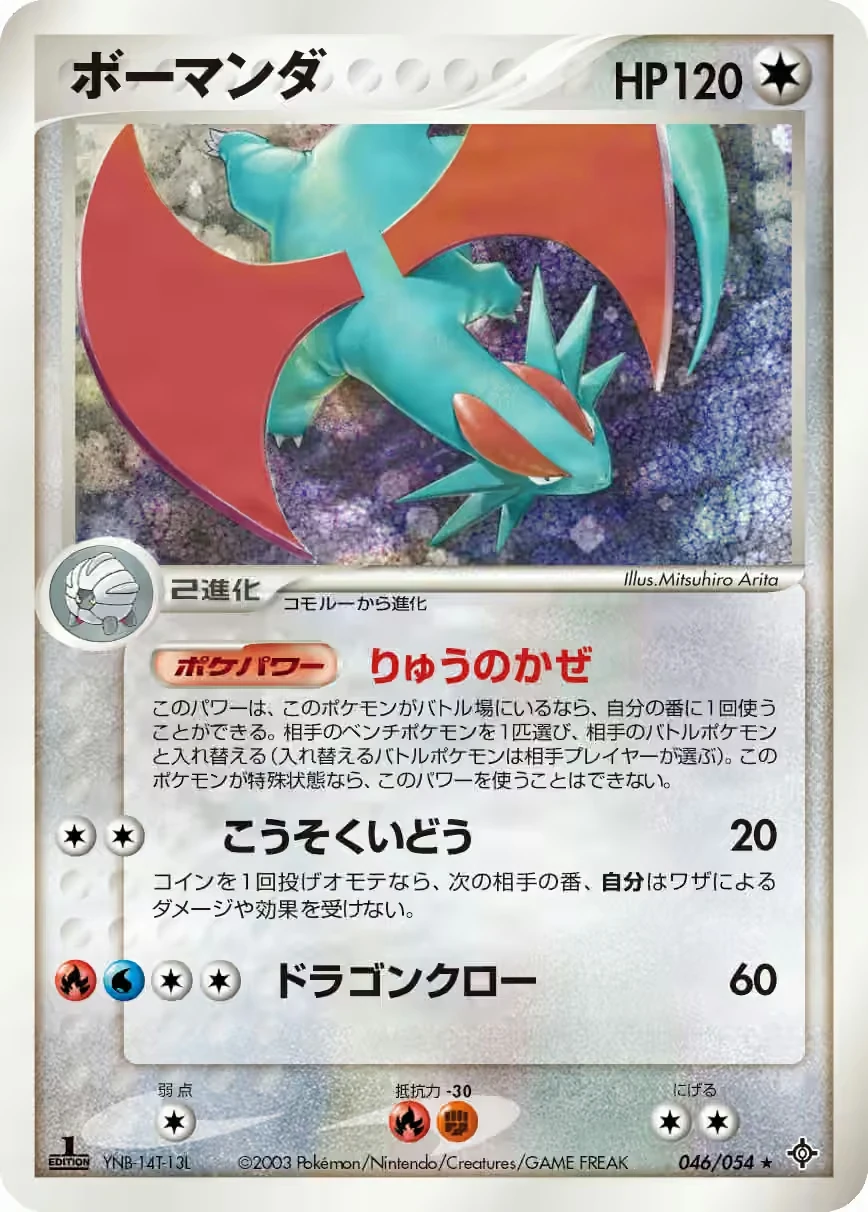 ボーマンダ
HP120
Illus.Mitsuhiro Arita
2進化
コモルーから進化
ポケパワー りゅうのかぜ
このパワーは、このポケモンがバトル場にいるなら、自分の番に1回使う
ことができる。相手のベンチポケモンを1匹選び、相手のバトルポケモン
と入れ替える(入れ替えるバトルポケモンは相手プレイヤーが選ぶ)。この
ポケモンが特殊状態なら、このパワーを使うことはできない。
こうそくいどう 20
コインを1回投げオモテなら、次の相手の番、自分はワザによる
ダメージや効果を受けない。
ドラゴンクロー 60
弱点 抵抗力 -30 にげる
1 EDITION YNB-14T-13L ©2003 Pokémon/Nintendo/Creatures/GAME FREAK 046/054 ★